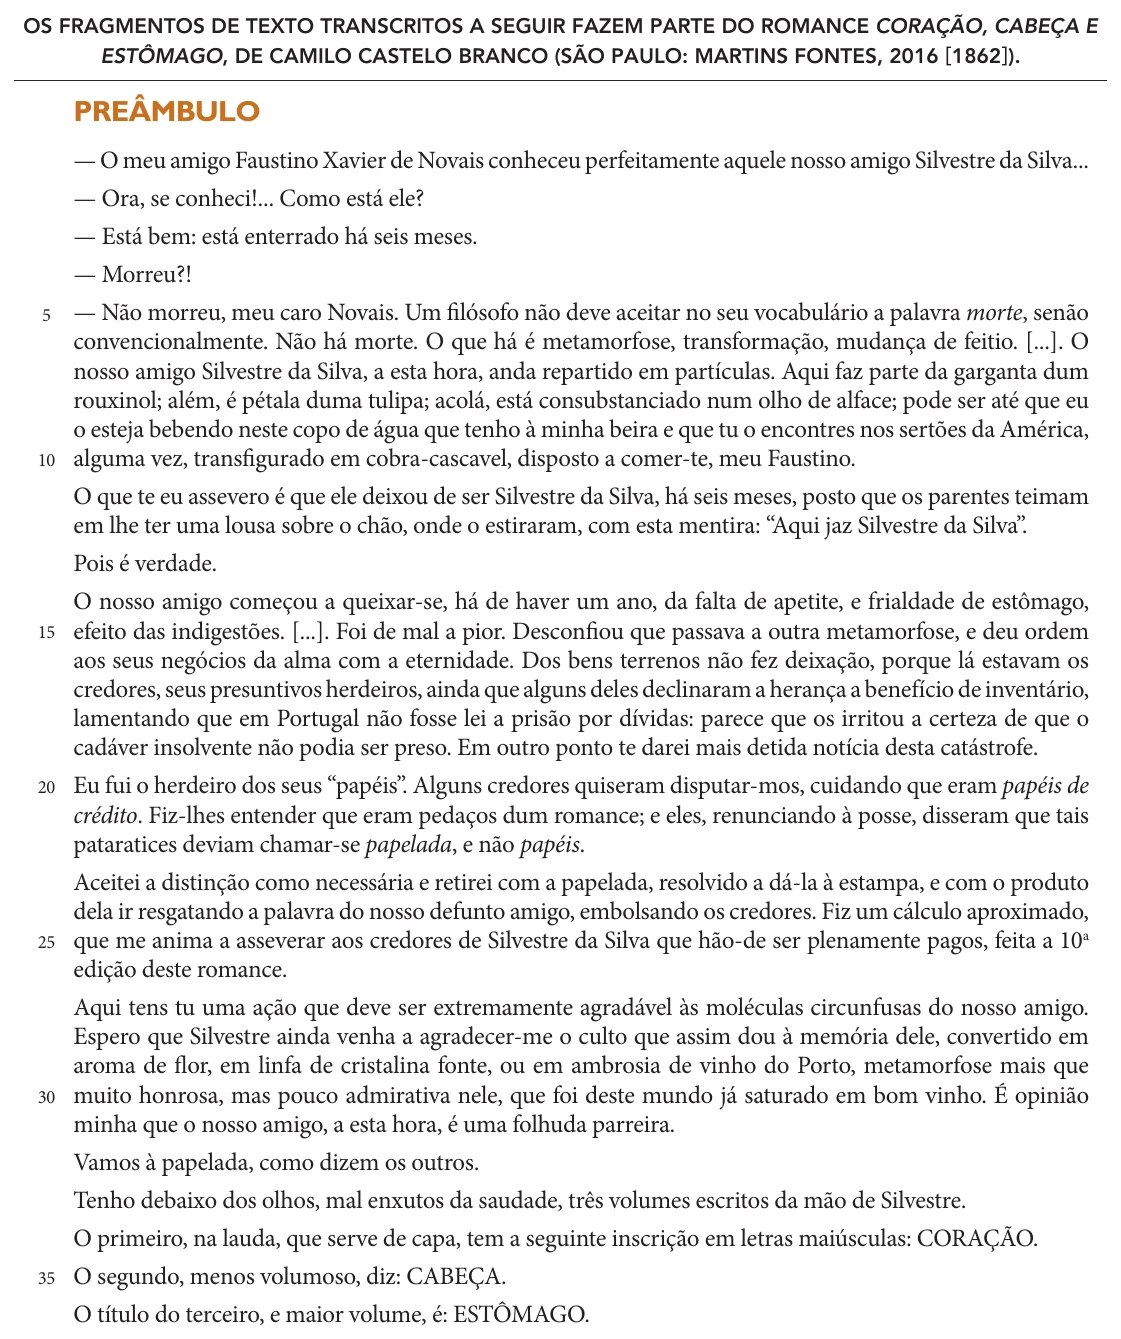 OS FRAGMENTOS DE TEXTO TRANSCRITOS A SEGUIR FAZEM PARTE DO ROMANCE CORAÇÃO, CABEÇA E
ESTÔMAGO, DE CAMILO CASTELO BRANCO (SÃO PAULO: MARTINS FONTES, 2016 [1862]).
PREÂMBULO
— O meu amigo Faustino Xavier de Novais conheceu perfeitamente aquele nosso amigo Silvestre da Silva...
— Ora, se conheci!... Como está ele?
— Está bem: está enterrado há seis meses.
— Morreu?!
5 — Não morreu, meu caro Novais. Um filósofo não deve aceitar no seu vocabulário a palavra morte, senão
convencionalmente. Não há morte. O que há é metamorfose, transformação, mudança de feitio. [...]. O
nosso amigo Silvestre da Silva, a esta hora, anda repartido em partículas. Aqui faz parte da garganta dum
rouxinol; além, é pétala duma tulipa; acolá, está consubstanciado num olho de alface; pode ser até que eu
o esteja bebendo neste copo de água que tenho à minha beira e que tu o encontres nos sertões da América,
10 alguma vez, transfigurado em cobra-cascavel, disposto a comer-te, meu Faustino.
O que te eu assevero é que ele deixou de ser Silvestre da Silva, há seis meses, posto que os parentes teimam
em lhe ter uma lousa sobre o chão, onde o estiraram, com esta mentira: “Aqui jaz Silvestre da Silva”.
Pois é verdade.
O nosso amigo começou a queixar-se, há de haver um ano, da falta de apetite, e frialdade de estômago,
15 efeito das indigestões. [...]. Foi de mal a pior. Desconfiou que passava a outra metamorfose, e deu ordem
aos seus negócios da alma com a eternidade. Dos bens terrenos não fez deixação, porque lá estavam os
credores, seus presuntivos herdeiros, ainda que alguns deles declinaram a herança a benefício de inventário,
lamentando que em Portugal não fosse lei a prisão por dívidas: parece que os irritou a certeza de que o
cadáver insolvente não podia ser preso. Em outro ponto te darei mais detida notícia desta catástrofe.
20 Eu fui o herdeiro dos seus “papéis”. Alguns credores quiseram disputar-mos, cuidando que eram papéis de
crédito. Fiz-lhes entender que eram pedaços dum romance; e eles, renunciando à posse, disseram que tais
pataratices deviam chamar-se papelada, e não papéis.
Aceitei a distinção como necessária e retirei com a papelada, resolvido a dá-la à estampa, e com o produto
dela ir resgatando a palavra do nosso defunto amigo, embolsando os credores. Fiz um cálculo aproximado,
25 que me anima a asseverar aos credores de Silvestre da Silva que hão-de ser plenamente pagos, feita a 10ª
edição deste romance.
Aqui tens tu uma ação que deve ser extremamente agradável às moléculas circunfusas do nosso amigo.
Espero que Silvestre ainda venha a agradecer-me o culto que assim dou à memória dele, convertido em
aroma de flor, em linfa de cristalina fonte, ou em ambrosia de vinho do Porto, metamorfose mais que
30 muito honrosa, mas pouco admirativa nele, que foi deste mundo já saturado em bom vinho. É opinião
minha que o nosso amigo, a esta hora, é uma folhuda parreira.
Vamos à papelada, como dizem os outros.
Tenho debaixo dos olhos, mal enxutos da saudade, três volumes escritos da mão de Silvestre.
O primeiro, na lauda, que serve de capa, tem a seguinte inscrição em letras maiúsculas: CORAÇÃO.
35 O segundo, menos volumoso, diz: CABEÇA.
O título do terceiro, e maior volume, é: ESTÔMAGO.